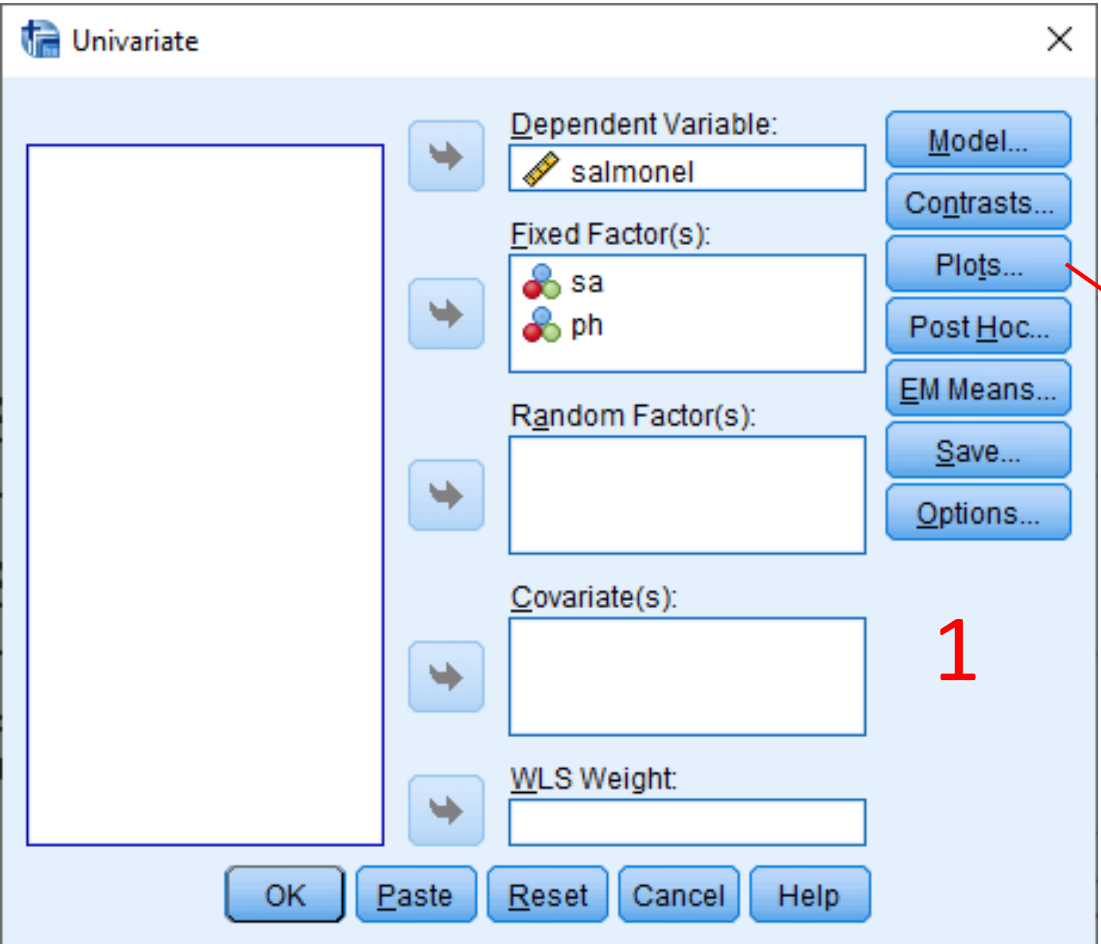 Univariate
Dependent Variable:
salmonel
Fixed Factor(s):
sa
ph
Random Factor(s):
Covariate(s):
WLS Weight:
Model...
Contrasts...
Plots...
Post Hoc...
EM Means...
Save...
Options...
1
OK Paste Reset Cancel Help